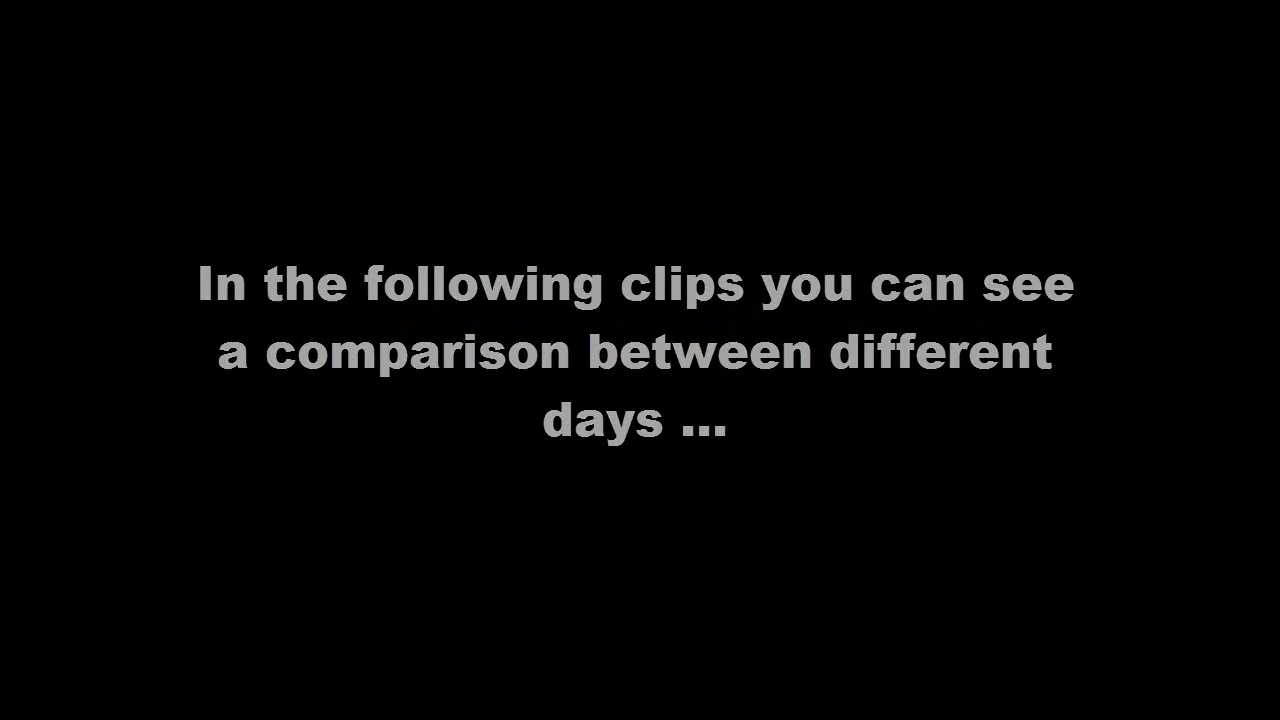 In the following clips you can see
a comparison between different
days ...